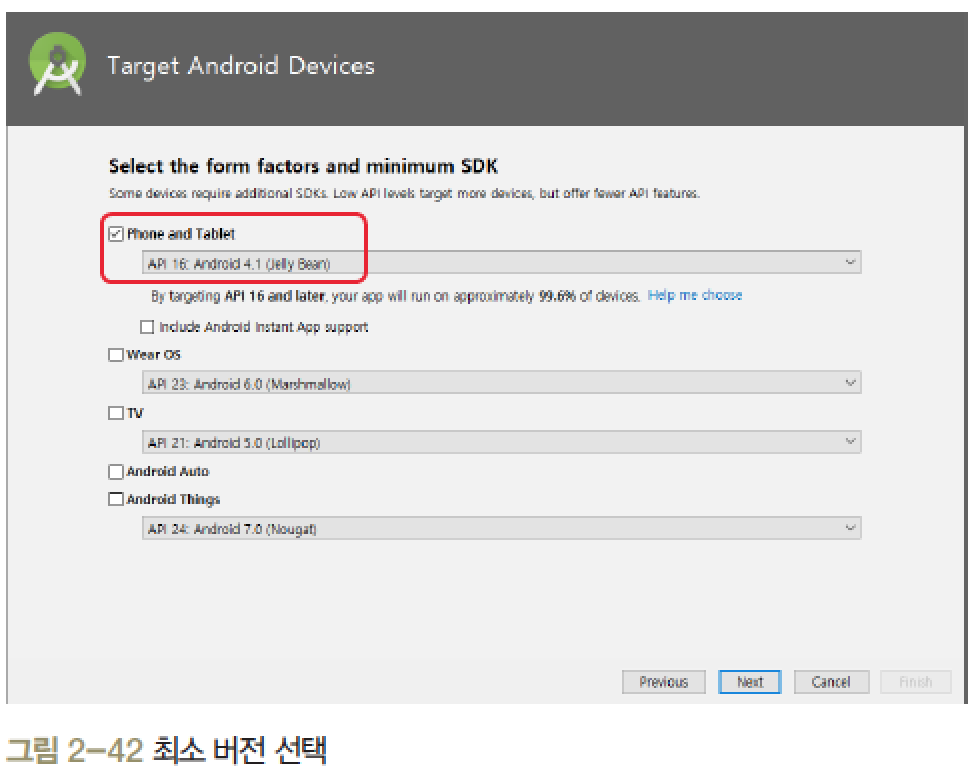 Target Android Devices
Select the form factors and minimum SDK
Some devices require additional SDKs. Low API levels target more devices, but offer fewer API features.
Phone and Tablet
API 16: Android 4.1 (Jelly Bean)
By targeting API 16 and later, your app will run on approximately 99.6% of devices. Help me choose
Include Android Instant App support
Wear OS
API 23: Android 6.0 (Marshmallow)
TV
API 21: Android 5.0 (Lollipop)
Android Auto
Android Things
API 24: Android 7.0 (Nougat)
Previous Next Cancel Finish
그림 2-42 최소 버전 선택